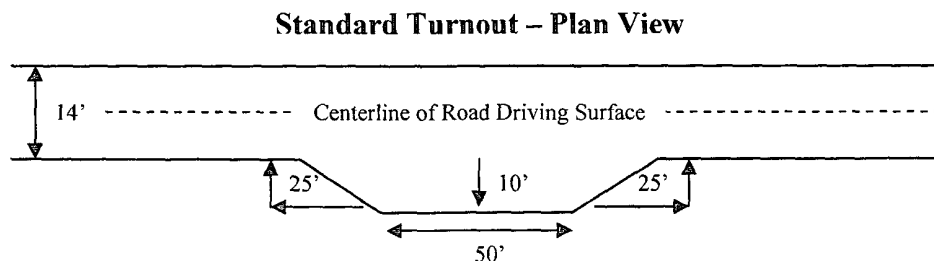 Standard Turnout – Plan View
14'
Centerline of Road Driving Surface
25'
10'
25'
50'